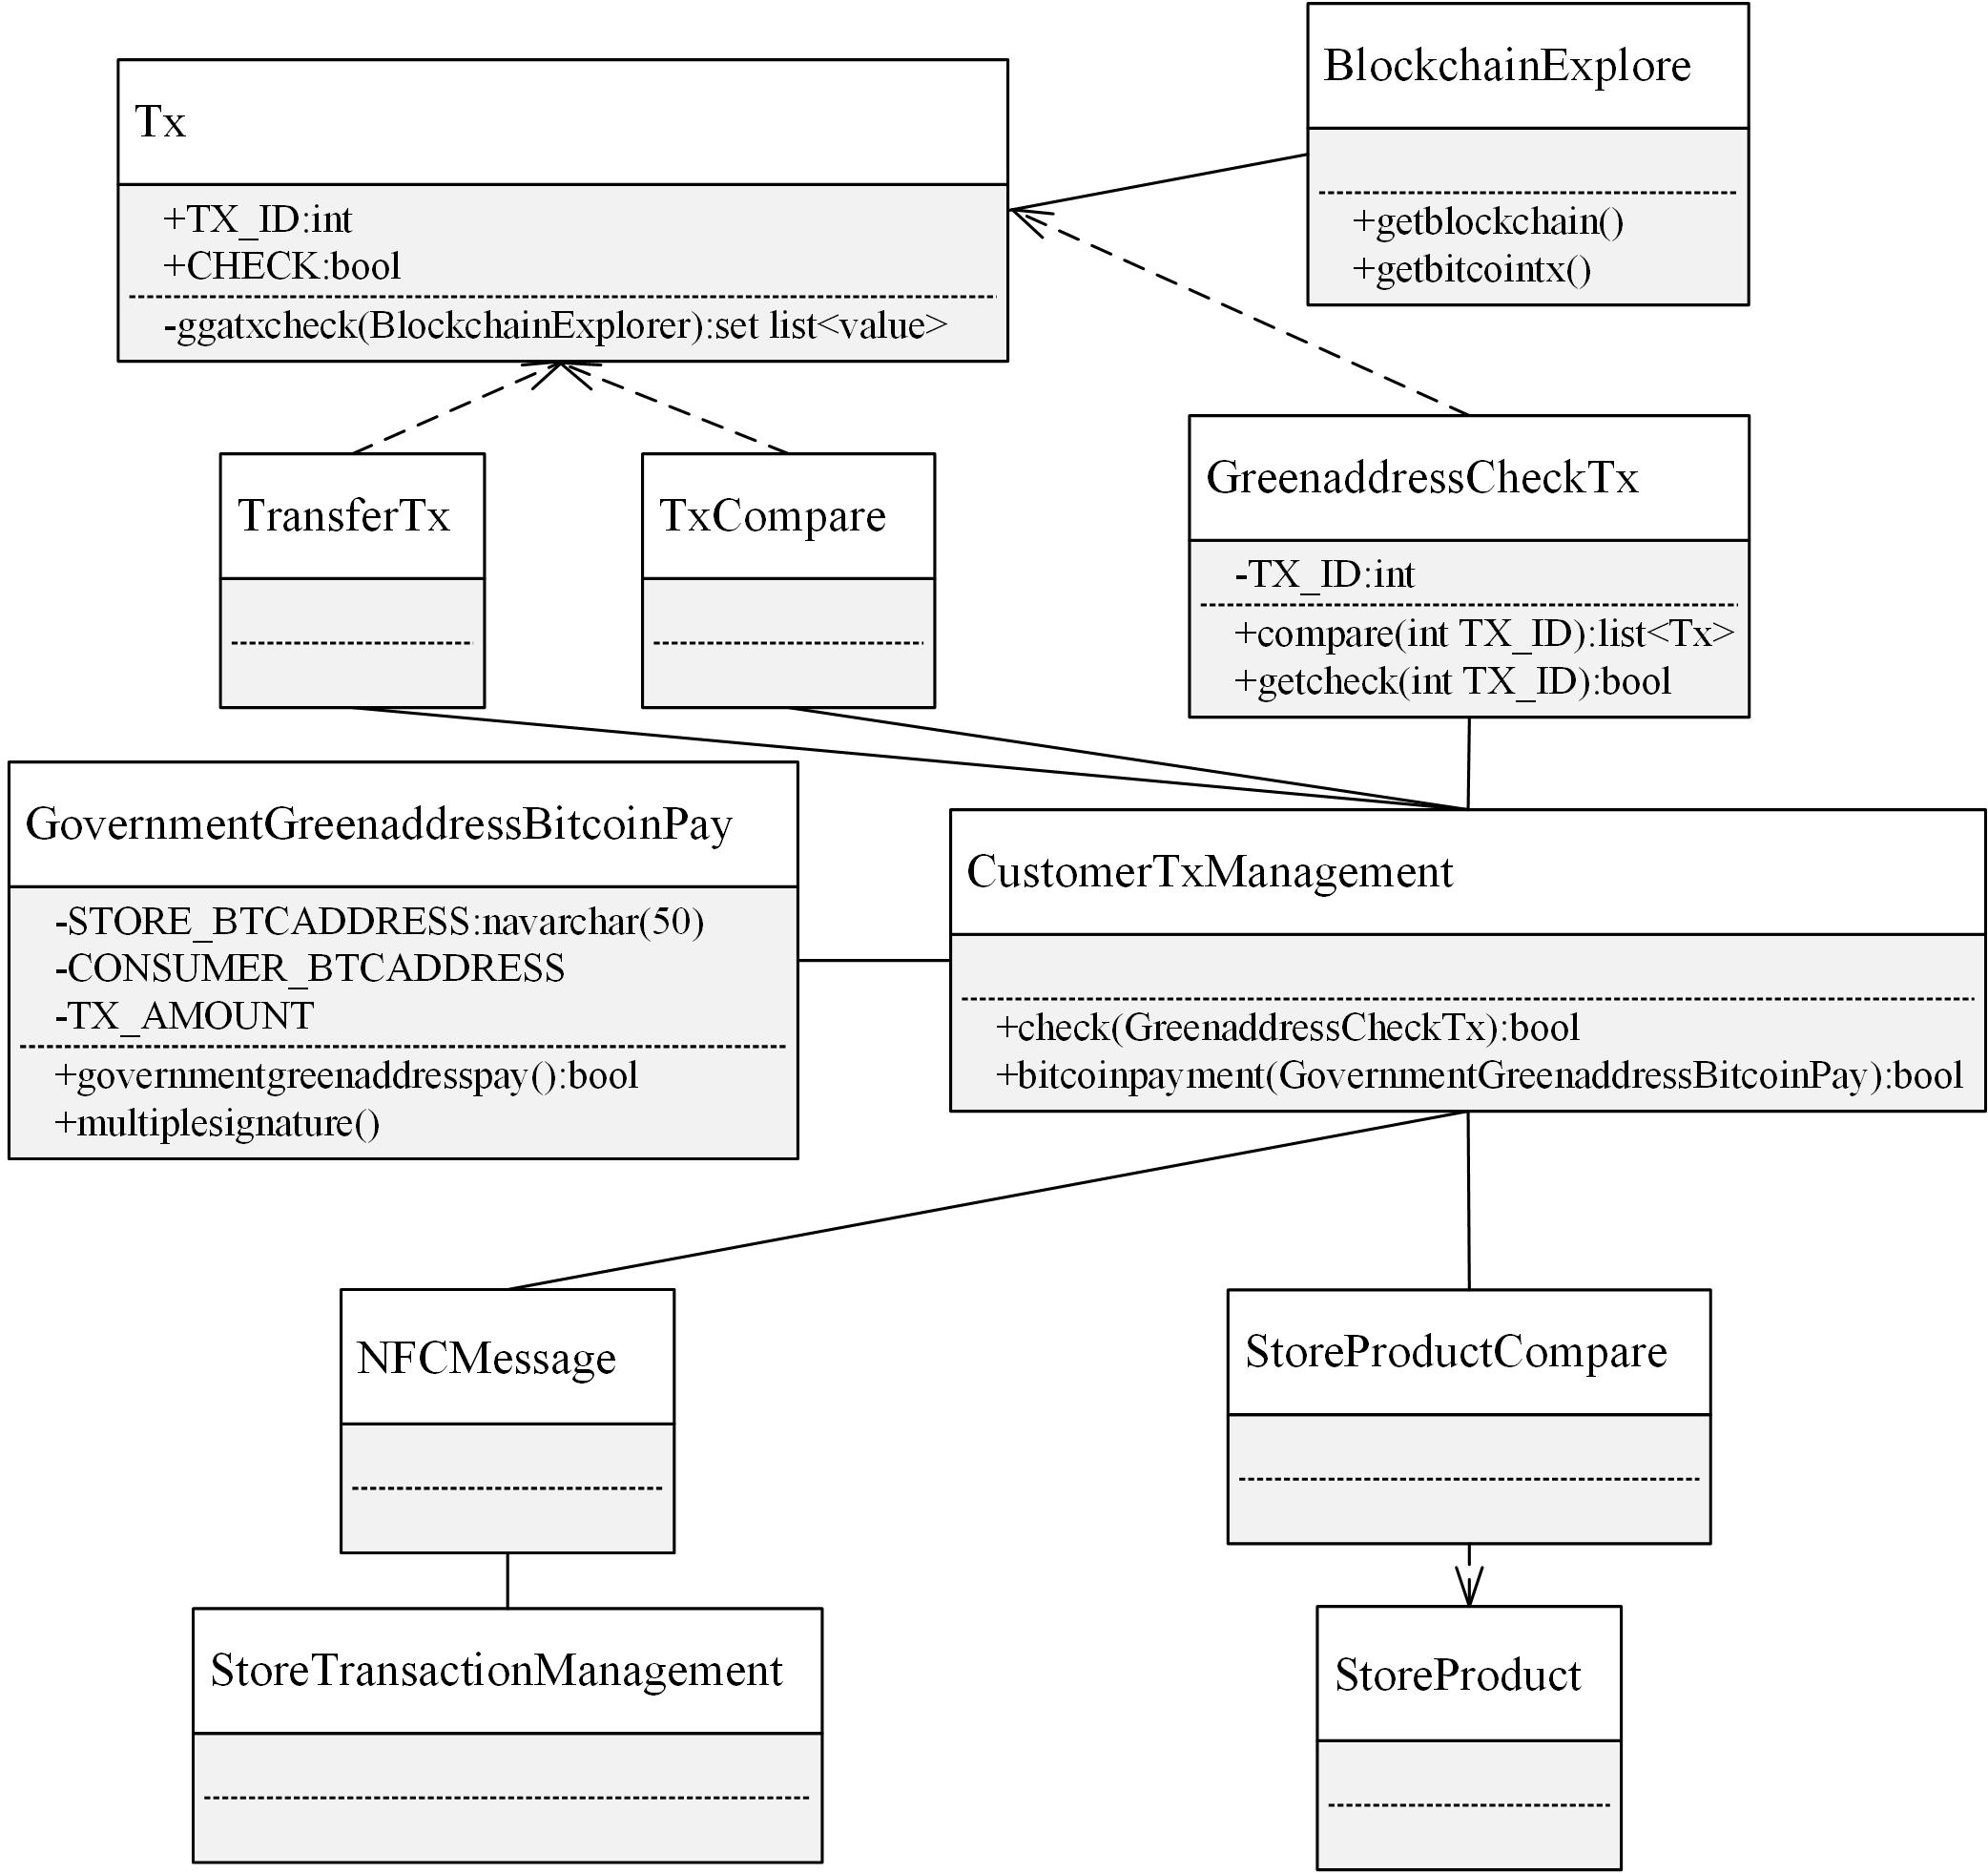 BlockchainExplore
+getblockchain()
+getbitcointx()
Tx
+TX_ID:int
+CHECK:bool
-ggatxcheck(BlockchainExplorer):set list<value>
TransferTx
TxCompare
GreenaddressCheckTx
-TX_ID:int
+compare(int TX_ID):list<Tx>
+getcheck(int TX_ID):bool
GovernmentGreenaddressBitcoinPay
-STORE_BTCADDRESS:navarchar(50)
-CONSUMER_BTCADDRESS
-TX_AMOUNT
+governmentgreenaddresspay():bool
+multiplesignature()
CustomerTxManagement
+check(GreenaddressCheckTx):bool
+bitcoinpayment(GovernmentGreenaddressBitcoinPay):bool
NFCMessage
StoreProductCompare
StoreTransactionManagement
StoreProduct